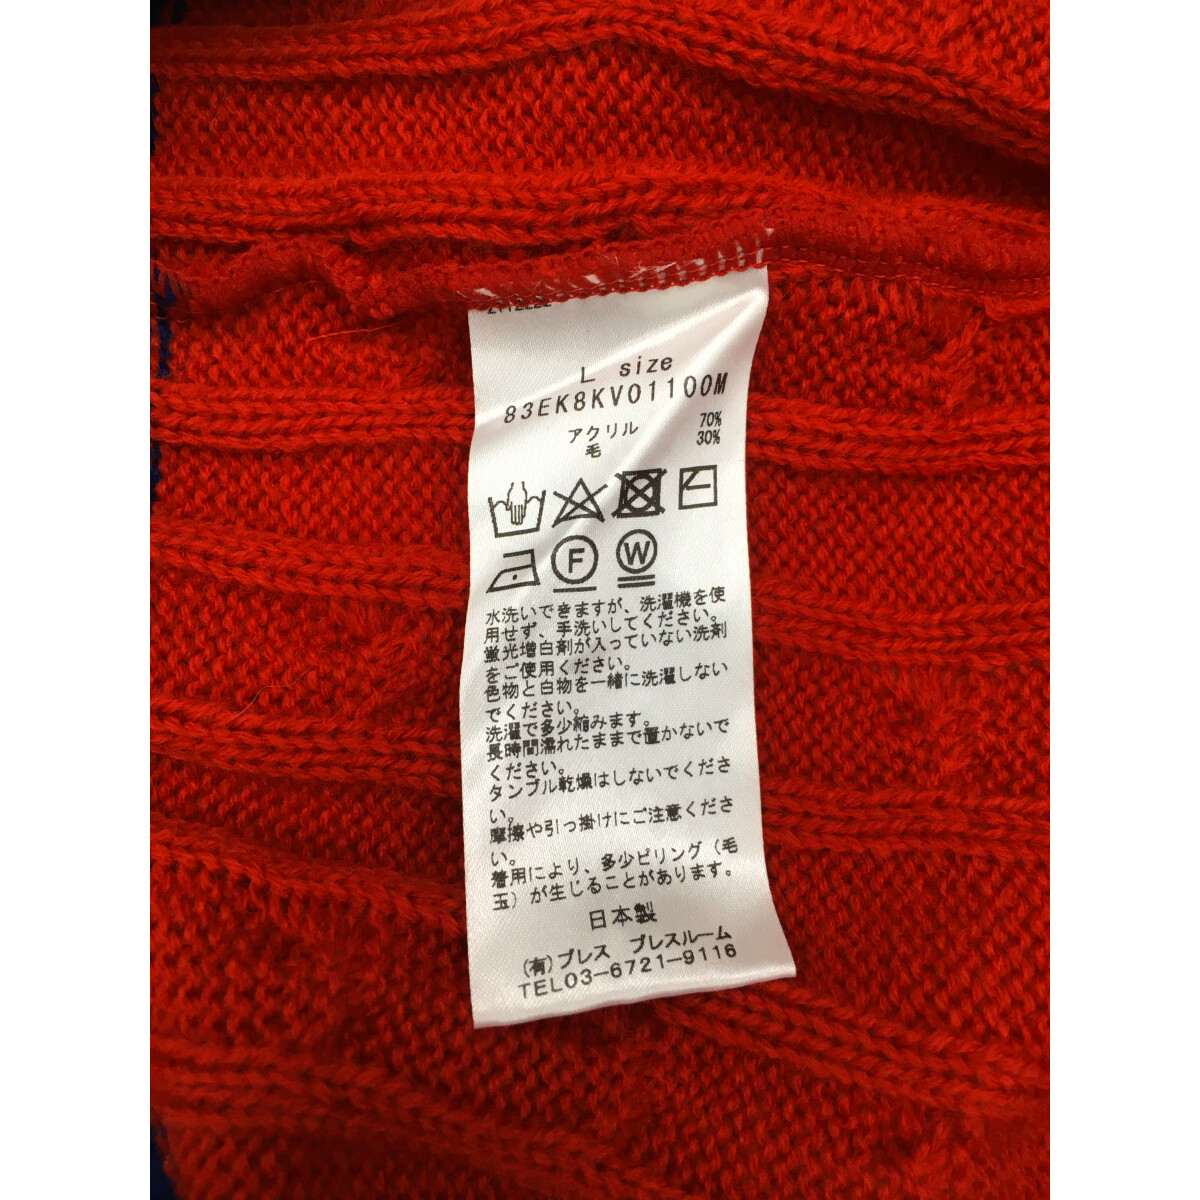 L size
83EK8KV01100M
アクリル 70%
毛 30%
F W
水洗いできますが、洗濯機を使
用せず、手洗いしてください。
蛍光増白剤が入っていない洗剤
をご使用ください。
色物と白物を一緒に洗濯しない
でください。
洗濯で多少縮みます。
長時間濡れたままで置かないで
ください。
タンブル乾燥はしないでくださ
い。
摩擦や引っ掛けにご注意くださ
い。
着用により、多少ピリング（毛
玉）が生じることがあります。
日本製
(有)プレス プレスルーム
TEL03-6721-9116